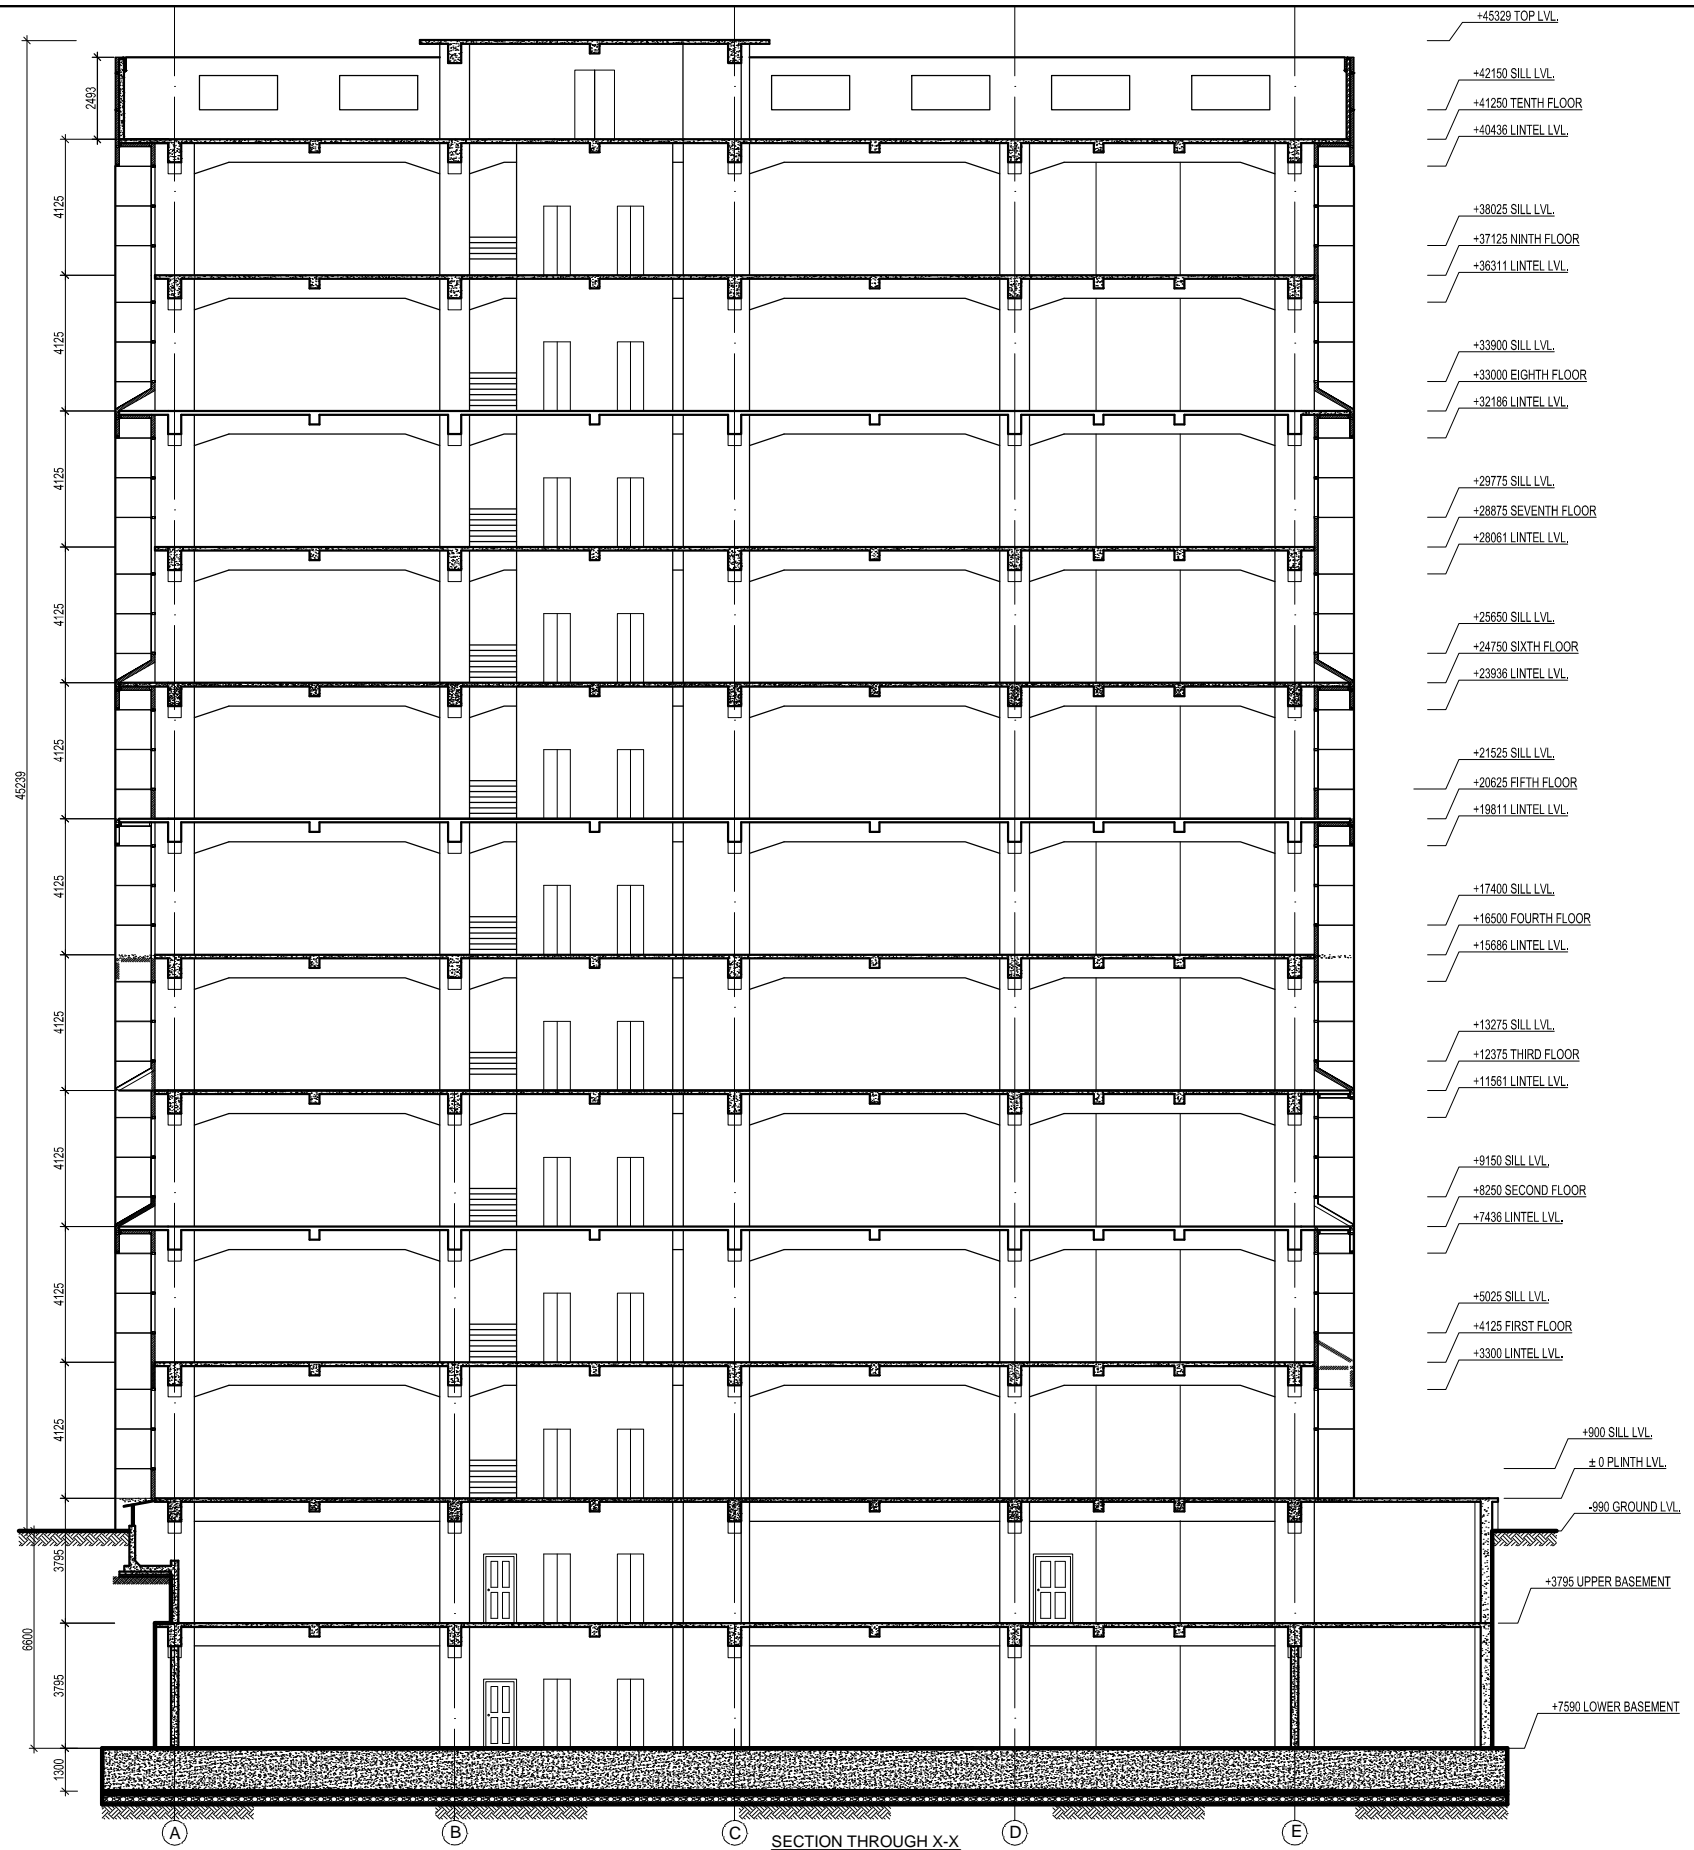 +45329 TOP LVL.
+42150 SILL LVL.
+41250 TENTH FLOOR
+40436 LINTEL LVL.
+38025 SILL LVL.
+37125 NINTH FLOOR
+36311 LINTEL LVL.
+33900 SILL LVL.
+33000 EIGHTH FLOOR
+32186 LINTEL LVL.
+29775 SILL LVL.
+28875 SEVENTH FLOOR
+28061 LINTEL LVL.
+25650 SILL LVL.
+24750 SIXTH FLOOR
+23936 LINTEL LVL.
+21525 SILL LVL.
+20625 FIFTH FLOOR
+19811 LINTEL LVL.
+17400 SILL LVL.
+16500 FOURTH FLOOR
+15686 LINTEL LVL.
+13275 SILL LVL.
+12375 THIRD FLOOR
+11561 LINTEL LVL.
+9150 SILL LVL.
+8250 SECOND FLOOR
+7436 LINTEL LVL.
+5025 SILL LVL.
+4125 FIRST FLOOR
+3300 LINTEL LVL.
+900 SILL LVL.
± 0 PLINTH LVL.
-990 GROUND LVL.
+3795 UPPER BASEMENT
+7590 LOWER BASEMENT
2493
4125
4125
4125
4125
4125
4125
4125
4125
4125
4125
3795
3795
1300
45239
6600
A
B
C
D
E
SECTION THROUGH X-X